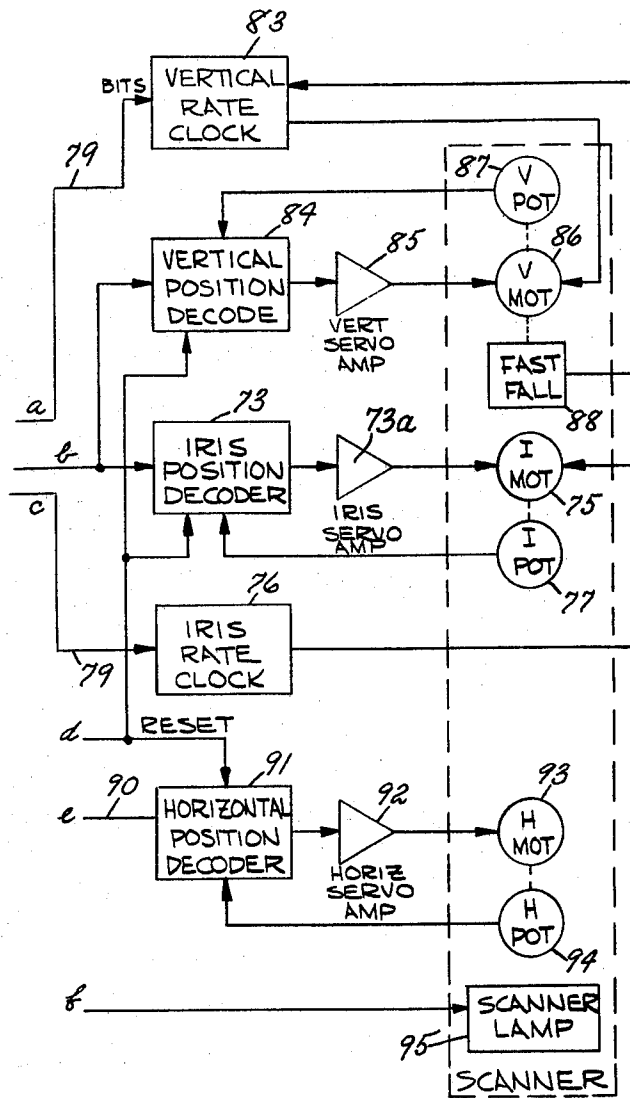 83
BITS
VERTICAL
RATE
CLOCK
79
87
V
POT
84
85
86
VERTICAL
POSITION
DECODE
V
MOT
VERT
SERVO
AMP
FAST
FALL
88
a
73
73a
b
IRIS
POSITION
DECODER
I
MOT
75
c
IRIS
SERVO
AMP
I
POT
77
76
IRIS
RATE
CLOCK
79
d
RESET
91
92
93
e
90
HORIZONTAL
POSITION
DECODER
H
MOT
HORIZ
SERVO
AMP
H
POT
94
f
SCANNER
LAMP
95
SCANNER